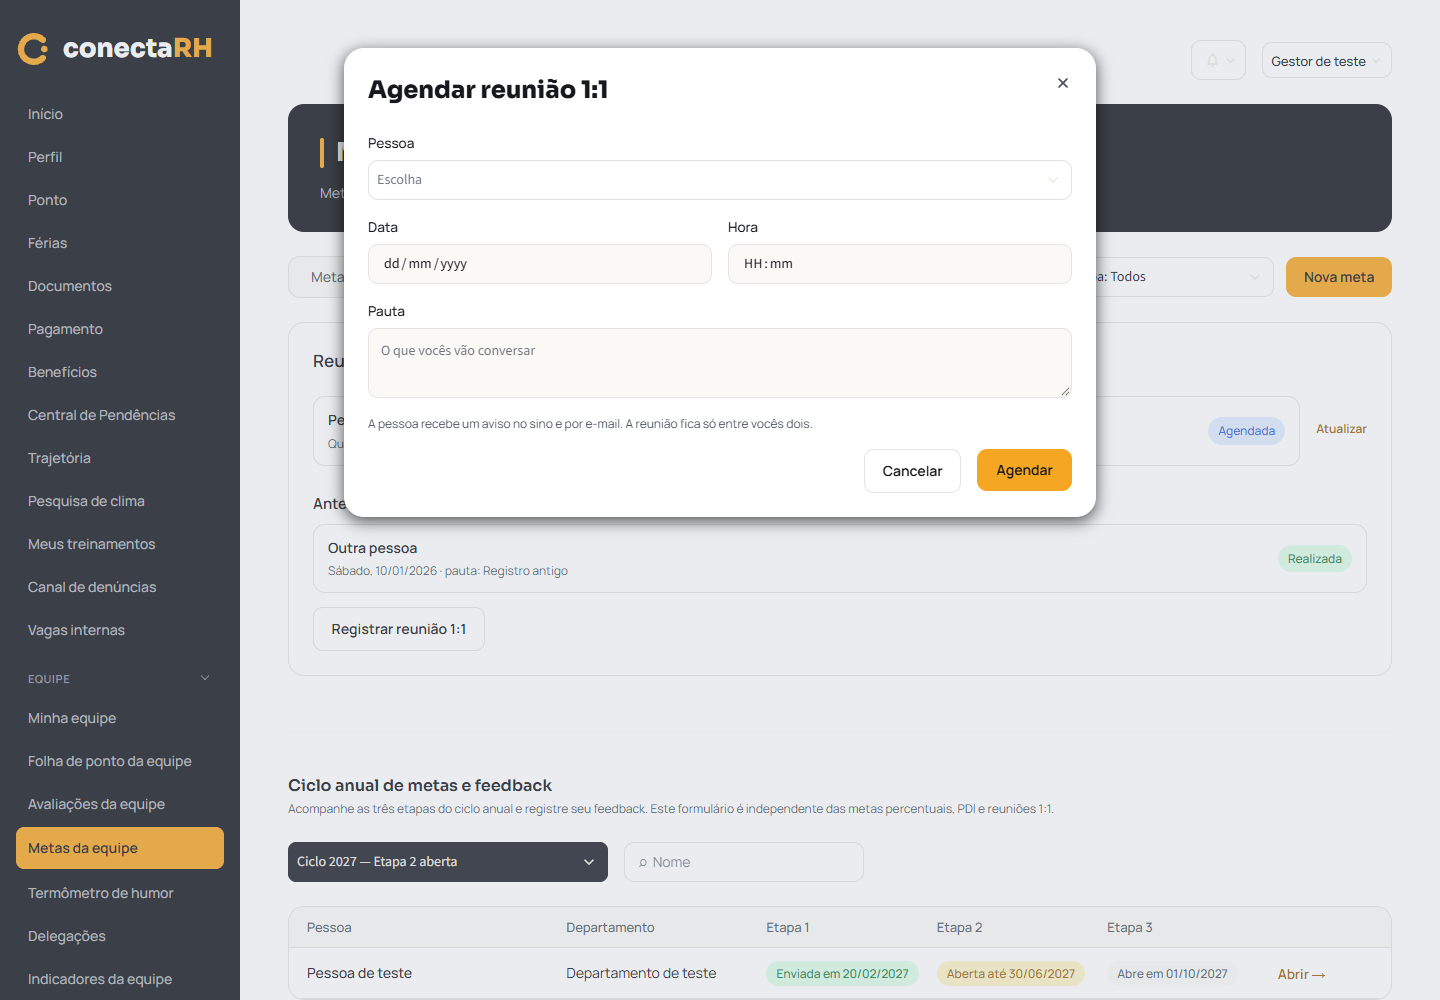 conectaRH
Início
Perfil
Ponto
Férias
Documentos
Pagamento
Benefícios
Central de Pendências
Trajetória
Pesquisa de clima
Meus treinamentos
Canal de denúncias
Vagas internas
EQUIPE
Minha equipe
Folha de ponto da equipe
Avaliações da equipe
Metas da equipe
Termômetro de humor
Delegações
Indicadores da equipe
Gestor de teste
Agendar reunião 1:1
Pessoa
Escolha
Data
Hora
dd/mm/yyyy
HH:mm
Pauta
O que vocês vão conversar
A pessoa recebe um aviso no sino e por e-mail. A reunião fica só entre vocês dois.
Cancelar
Agendar
Todos
Nova meta
Agendada
Atualizar
Outra pessoa
Sábado, 10/01/2026 · pauta: Registro antigo
Realizada
Registrar reunião 1:1
Ciclo anual de metas e feedback
Acompanhe as três etapas do ciclo anual e registre seu feedback. Este formulário é independente das metas percentuais, PDI e reuniões 1:1.
Ciclo 2027 — Etapa 2 aberta
Nome
Pessoa Departamento Etapa 1 Etapa 2 Etapa 3
Pessoa de teste Departamento de teste Enviada em 20/02/2027 Aberta até 30/06/2027 Abre em 01/10/2027 Abrir →